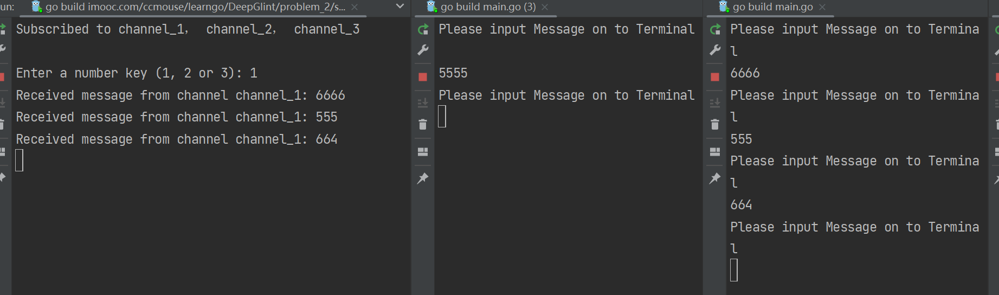 un:
go build imooc.com/ccmouse/learngo/DeepGlint/problem_2/s...
Subscribed to channel_1， channel_2， channel_3
Enter a number key (1, 2 or 3): 1
Received message from channel channel_1: 6666
Received message from channel channel_1: 555
Received message from channel channel_1: 664
go build main.go (3)
Please input Message on to Terminal
5555
Please input Message on to Terminal
go build main.go
Please input Message on to Termina
l
6666
Please input Message on to Termina
l
555
Please input Message on to Termina
l
664
Please input Message on to Termina
l